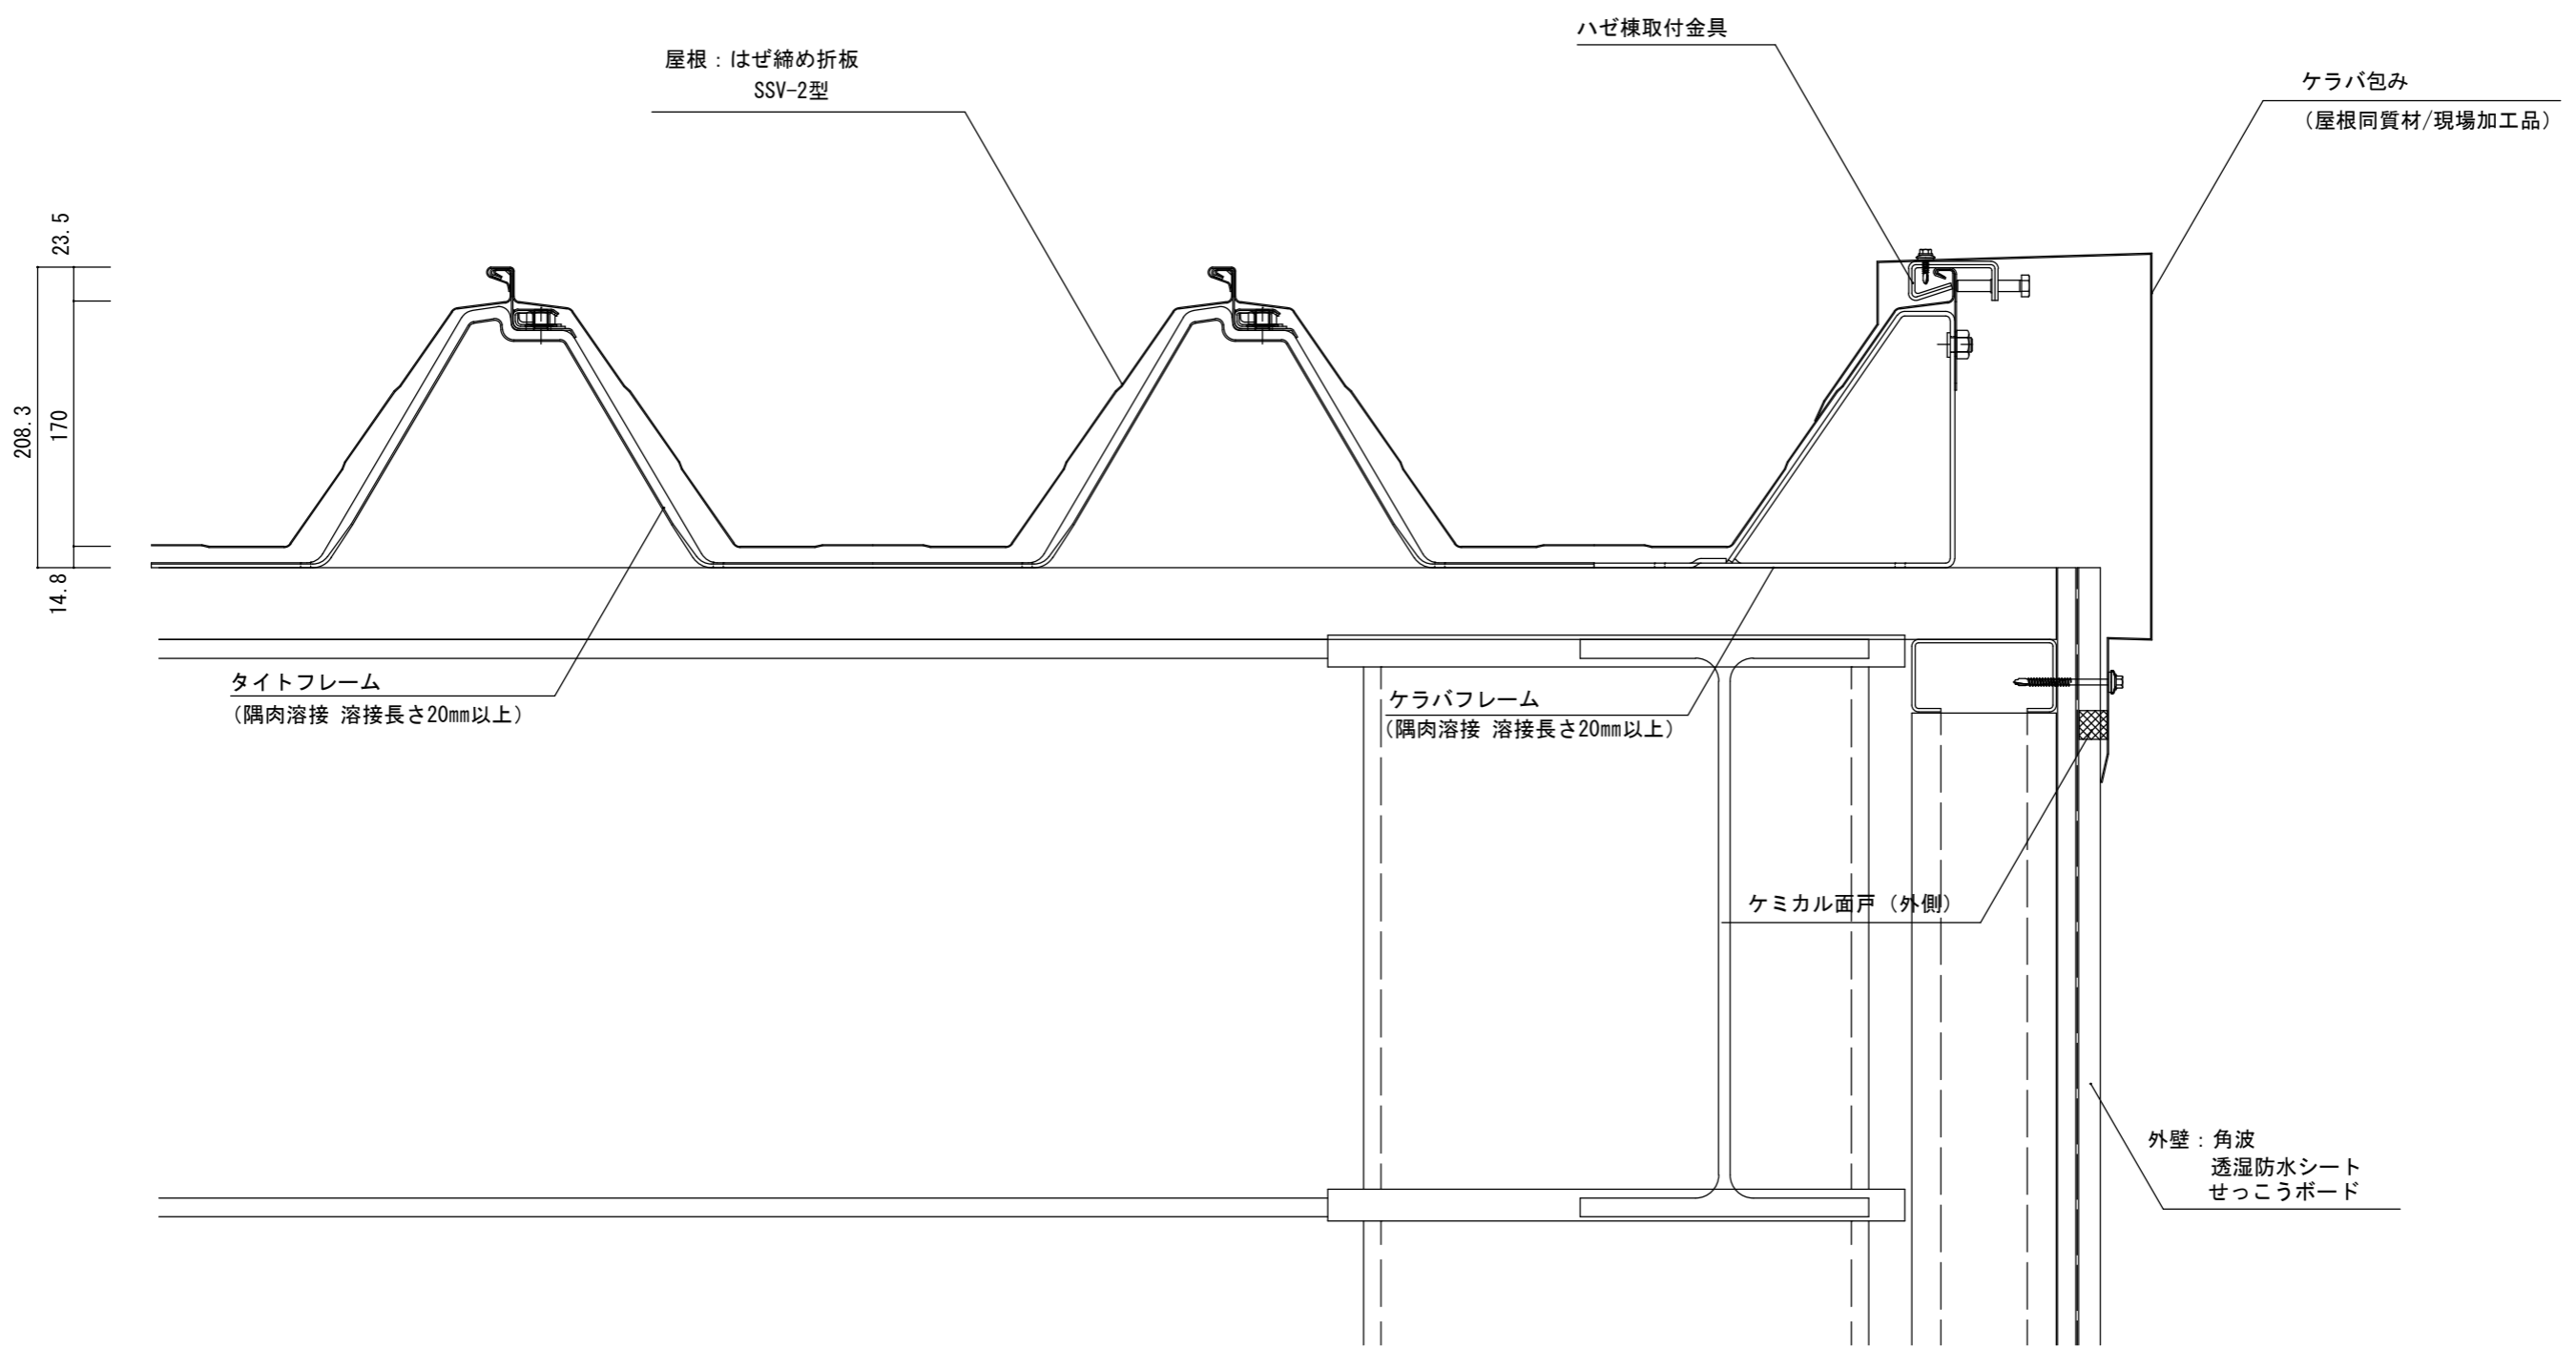 ハゼ棟取付金具
屋根：はぜ締め折板
SSV-2型
ケラバ包み
（屋根同質材/現場加工品）
23.5
208.3
170
14.8
タイトフレーム
（隅肉溶接 溶接長さ20㎜以上）
ケラバフレーム
（隅肉溶接 溶接長さ20㎜以上）
ケミカル面戸（外側）
外壁：角波
透湿防水シート
せっこうボード